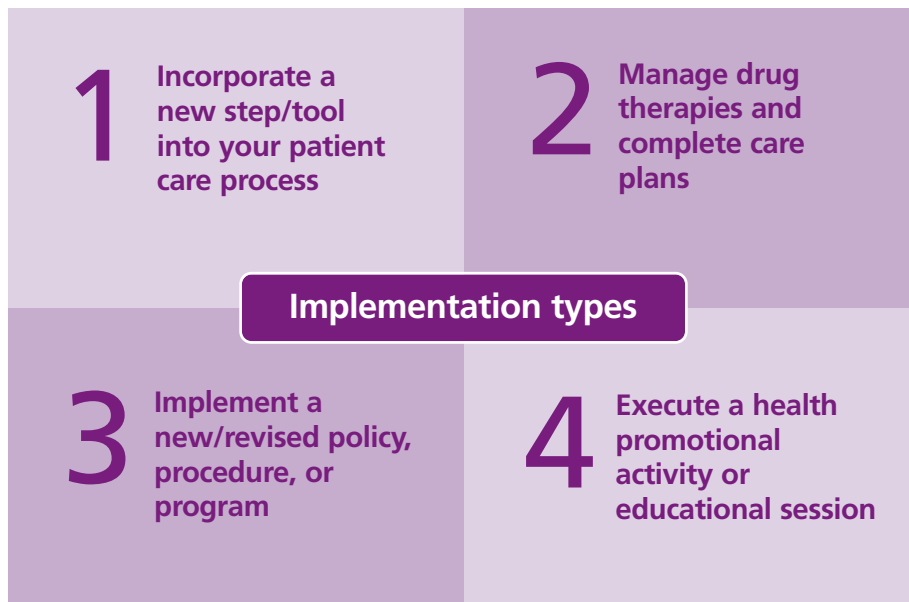 1
Incorporate a
new step/tool
into your patient
care process
2
Manage drug
therapies and
complete care
plans
Implementation types
3
Implement a
new/revised policy,
procedure, or
program
4
Execute a health
promotional
activity or
educational session